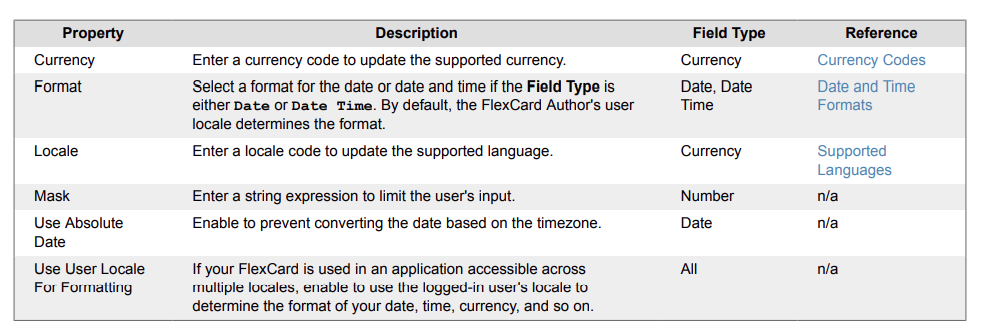 Property Description Field Type Reference
Currency Enter a currency code to update the supported currency. Currency Currency Codes
Format Select a format for the date or date and time if the Field Type is Date, Date Date and Time
either Date or Date Time. By default, the FlexCard Author's user Time Formats
locale determines the format.
Locale Enter a locale code to update the supported language. Currency Supported
Languages
Mask Enter a string expression to limit the user's input. Number n/a
Use Absolute Enable to prevent converting the date based on the timezone. Date n/a
Date
Use User Locale If your FlexCard is used in an application accessible across All n/a
For Formatting multiple locales, enable to use the logged-in user's locale to
determine the format of your date, time, currency, and so on.